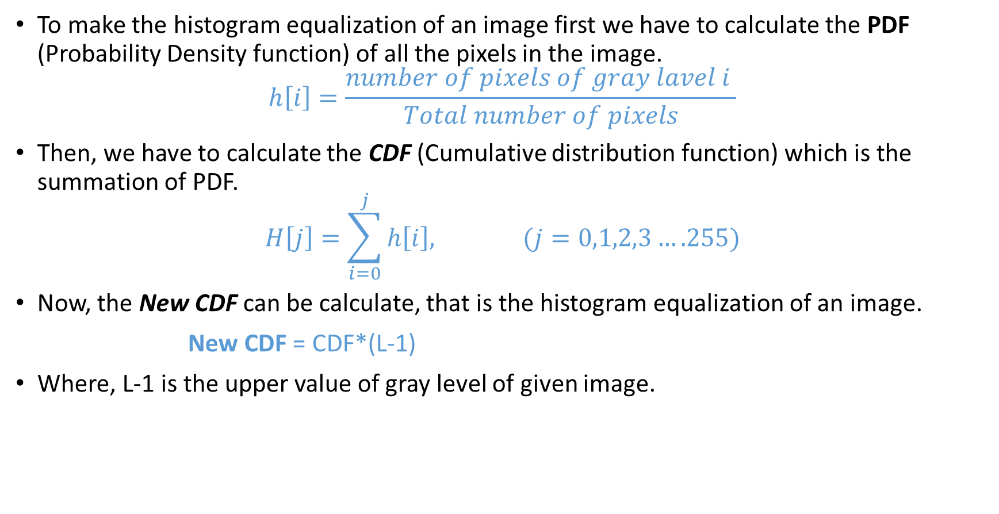 • To make the histogram equalization of an image first we have to calculate the PDF
(Probability Density function) of all the pixels in the image.
h[i] = number of pixels of gray lavel i / Total number of pixels
• Then, we have to calculate the CDF (Cumulative distribution function) which is the
summation of PDF.
H[j] = ∑_{i=0}^{j} h[i], (j = 0,1,2,3 … .255)
• Now, the New CDF can be calculate, that is the histogram equalization of an image.
New CDF = CDF*(L-1)
• Where, L-1 is the upper value of gray level of given image.